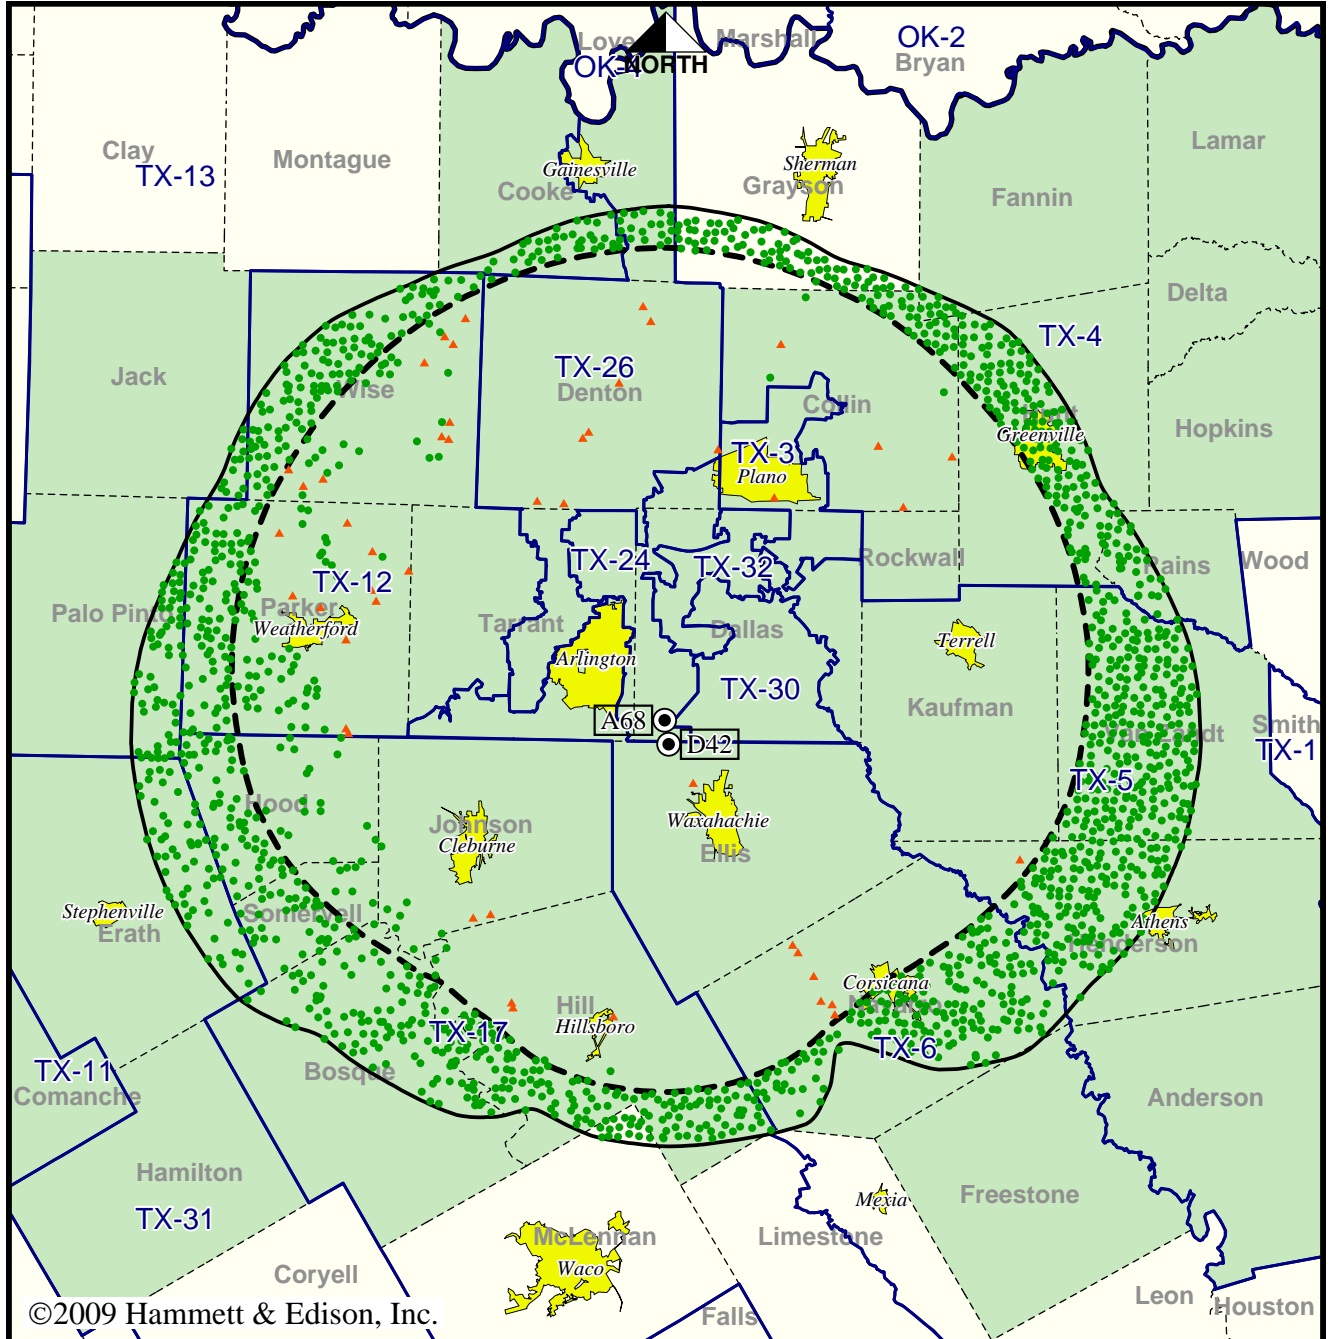 Love
Marshall
OK-2
NORTH
OK-4
Bryan
Clay
TX-13
Montague
Gainesville
Cooke
Sherman
Grayson
Lamar
Fannin
Delta
TX-4
Jack
Wise
TX-26
Denton
Collin
Hunt
Greenville
Hopkins
TX-3
Plano
TX-24
TX-32
Rockwall
Rains
Wood
TX-12
Palo Pinto
Parker
Weatherford
Tarrant
Dallas
Terrell
Arlington
TX-30
Kaufman
A68
D42
Van Zandt
Smith
TX-1
TX-5
Hood
Johnson
Cleburne
Waxahachie
Ellis
Stephenville
Erath
Somervell
Athens
Henderson
Corsicana
Navarro
Hill
Hillsboro
TX-17
TX-6
TX-11
Comanche
Bosque
Anderson
Hamilton
TX-31
Mexia
Freestone
McLennan
Waco
Limestone
Coryell
Leon
Houston
Falls
©2009 Hammett & Edison, Inc.